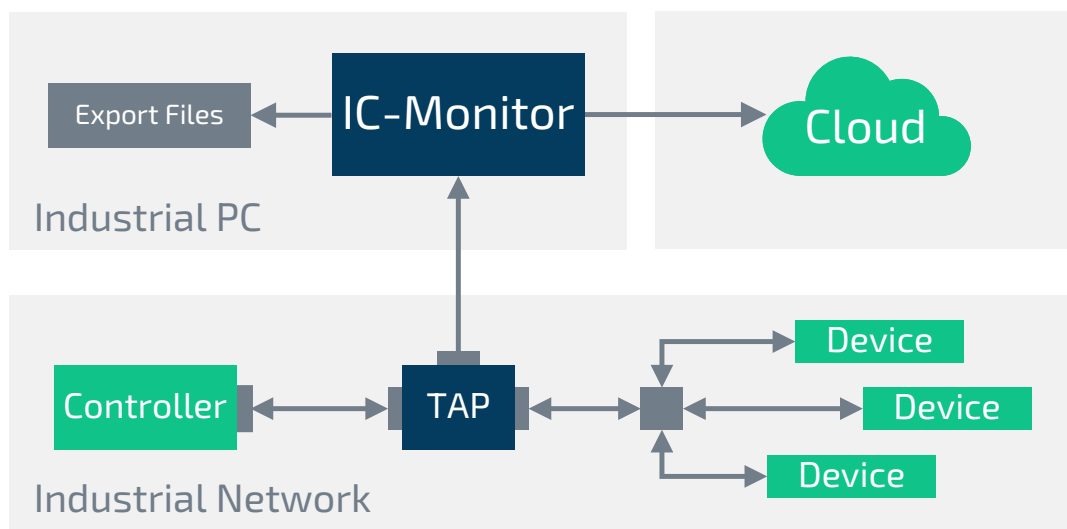 Export Files
IC-Monitor
Cloud
Industrial PC
Controller
TAP
Device
Device
Device
Industrial Network